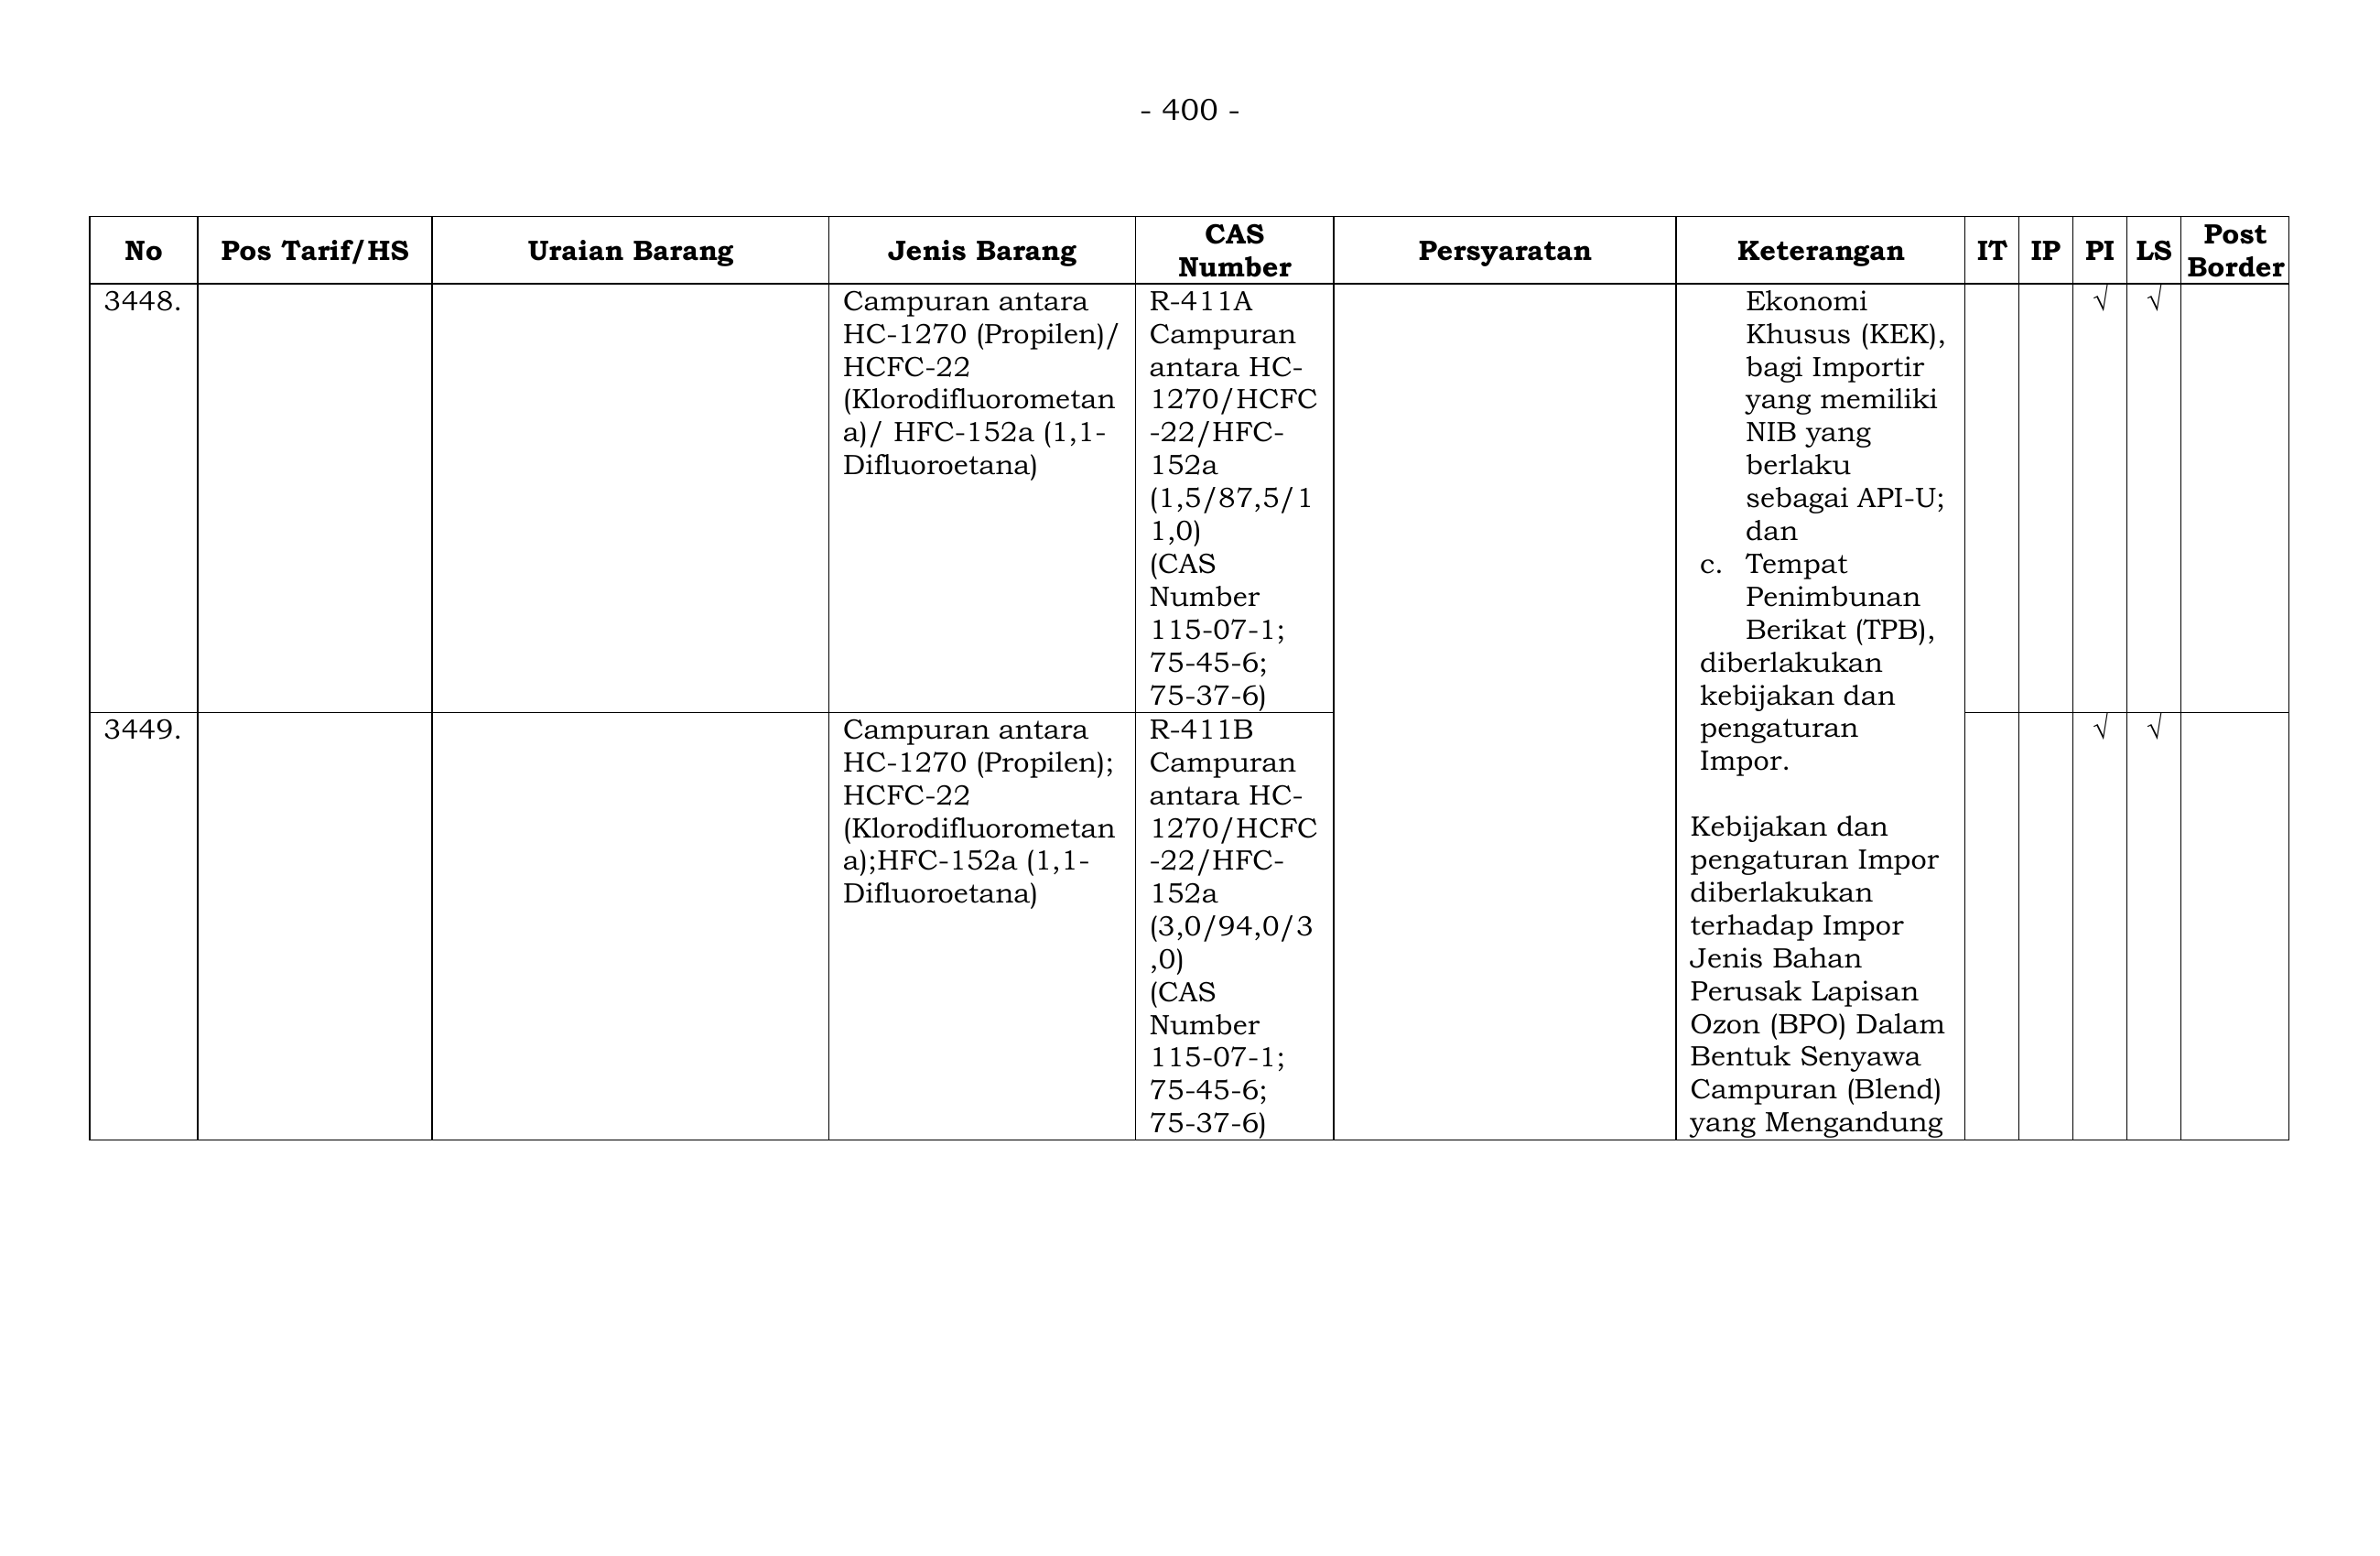 - 400 -
No Pos Tarif/HS Uraian Barang Jenis Barang CAS Number Persyaratan Keterangan IT IP PI LS Post Border
3448.
Campuran antara
HC-1270 (Propilen)/
HCFC-22
(Klorodifluorometan
a)/ HFC-152a (1,1-
Difluoroetana)
R-411A
Campuran
antara HC-
1270/HCFC
-22/HFC-
152a
(1,5/87,5/1
1,0)
(CAS
Number
115-07-1;
75-45-6;
75-37-6)
Ekonomi
Khusus (KEK),
bagi Importir
yang memiliki
NIB yang
berlaku
sebagai API-U;
dan
c. Tempat
Penimbunan
Berikat (TPB),
diberlakukan
kebijakan dan
pengaturan
Impor.
√ √
3449.
Campuran antara
HC-1270 (Propilen);
HCFC-22
(Klorodifluorometan
a);HFC-152a (1,1-
Difluoroetana)
R-411B
Campuran
antara HC-
1270/HCFC
-22/HFC-
152a
(3,0/94,0/3
,0)
(CAS
Number
115-07-1;
75-45-6;
75-37-6)
Kebijakan dan
pengaturan Impor
diberlakukan
terhadap Impor
Jenis Bahan
Perusak Lapisan
Ozon (BPO) Dalam
Bentuk Senyawa
Campuran (Blend)
yang Mengandung
√ √